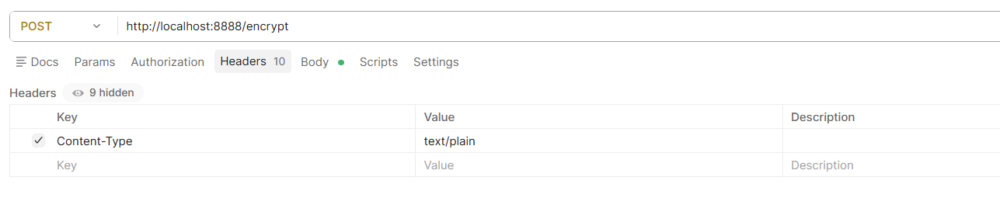 POST http://localhost:8888/encrypt
Docs Params Authorization Headers 10 Body Scripts Settings
Headers 9 hidden
Key Value Description
Content-Type text/plain
Key Value Description